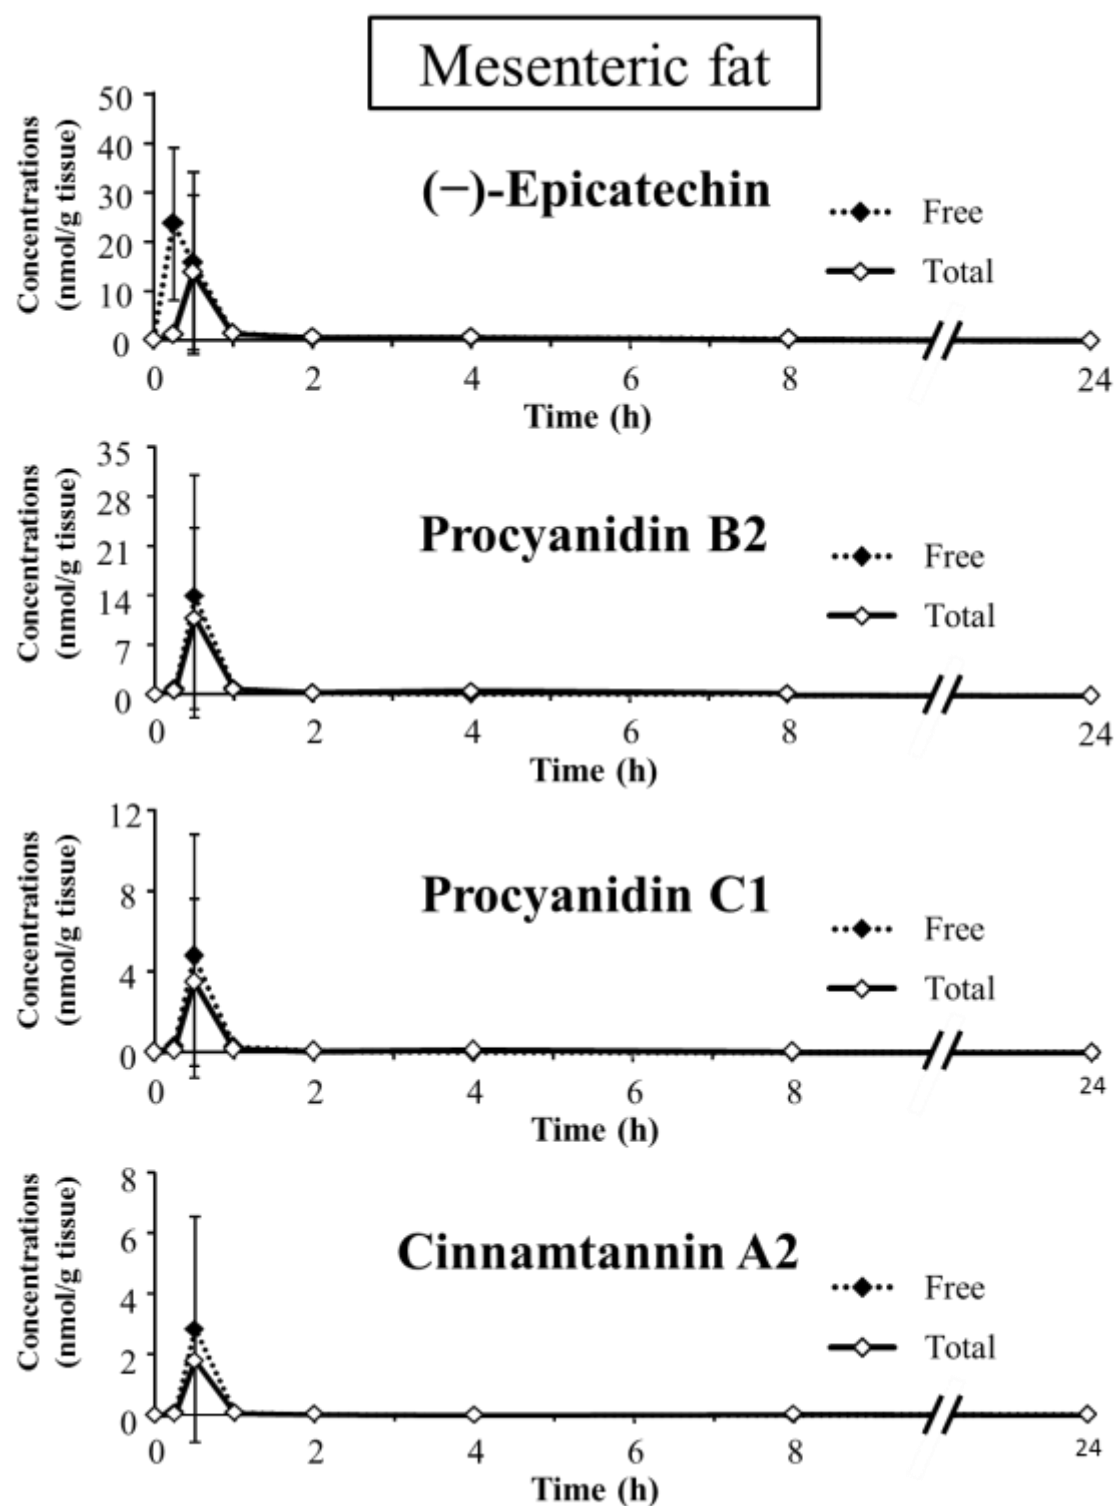 Mesenteric fat
Concentrations
(nmol/g tissue)
50
40
30
20
10
0
(−)-Epicatechin
Free
Total
0 2 4 6 8 24
Time (h)
Concentrations
(nmol/g tissue)
35
28
21
14
7
0
Procyanidin B2
Free
Total
0 2 4 6 8 24
Time (h)
Concentrations
(nmol/g tissue)
12
8
4
0
Procyanidin C1
Free
Total
0 2 4 6 8 24
Time (h)
Concentrations
(nmol/g tissue)
8
6
4
2
0
Cinnamtannin A2
Free
Total
0 2 4 6 8 24
Time (h)